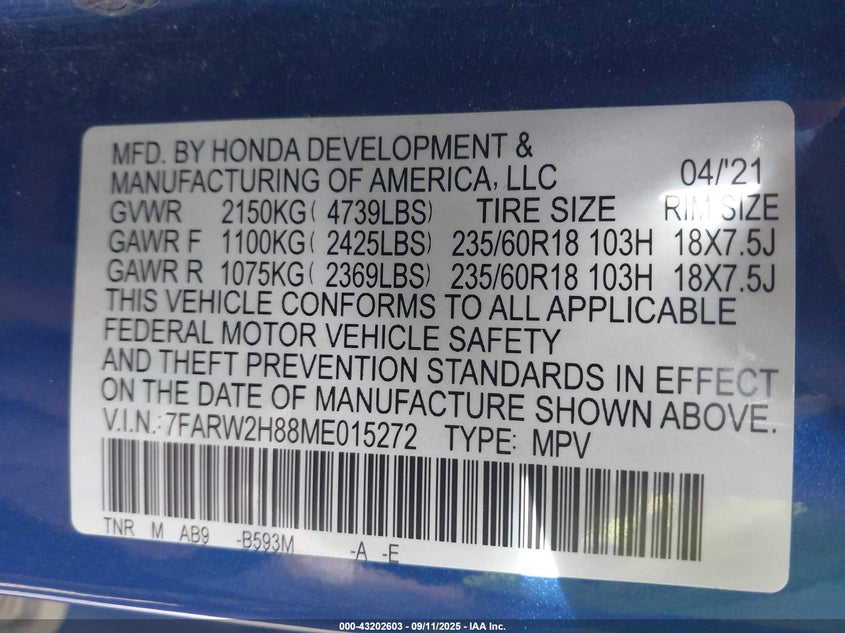 MFD. BY HONDA DEVELOPMENT &
MANUFACTURING OF AMERICA, LLC 04/'21
GVWR 2150KG( 4739LBS) TIRE SIZE RIM SIZE
GAWR F 1100KG( 2425LBS) 235/60R18 103H 18X7.5J
GAWR R 1075KG( 2369LBS) 235/60R18 103H 18X7.5J
THIS VEHICLE CONFORMS TO ALL APPLICABLE
FEDERAL MOTOR VEHICLE SAFETY
AND THEFT PREVENTION STANDARDS IN EFFECT
ON THE DATE OF MANUFACTURE SHOWN ABOVE.
V.I.N.: 7FARW2H88ME015272 TYPE: MPV
TNR M AB9 -B593M -A -E
000-43202603 - 09/11/2025 - IAA Inc.